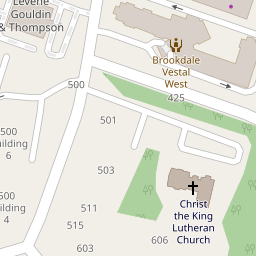 Levene
Gouldin
& Thompson
Brookdale
Vestal
West
500
425
501
500
Building
6
503
500
Building
4
511
515
603
606
Christ
the King
Lutheran
Church